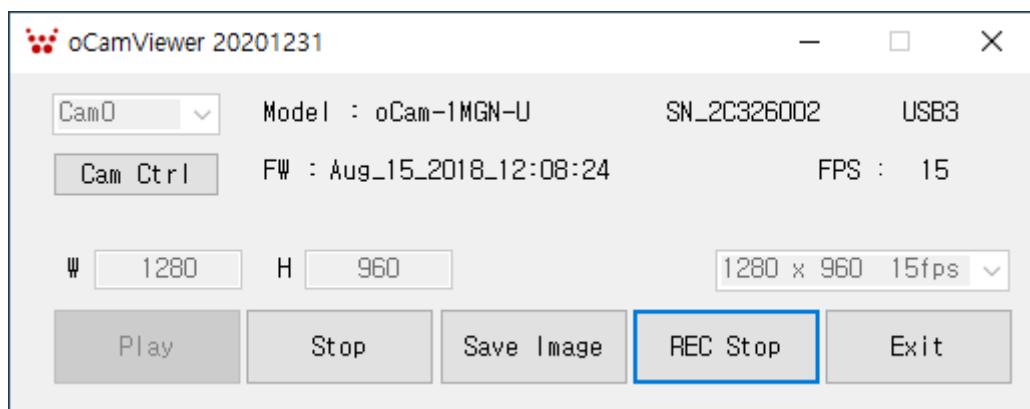 oCamViewer 20201231
Cam0 Model : oCam-1MGN-U SN_2C326002 USB3
Cam Ctrl FW : Aug_15_2018_12:08:24 FPS : 15
W 1280 H 960 1280 x 960 15fps
Play Stop Save Image REC Stop Exit